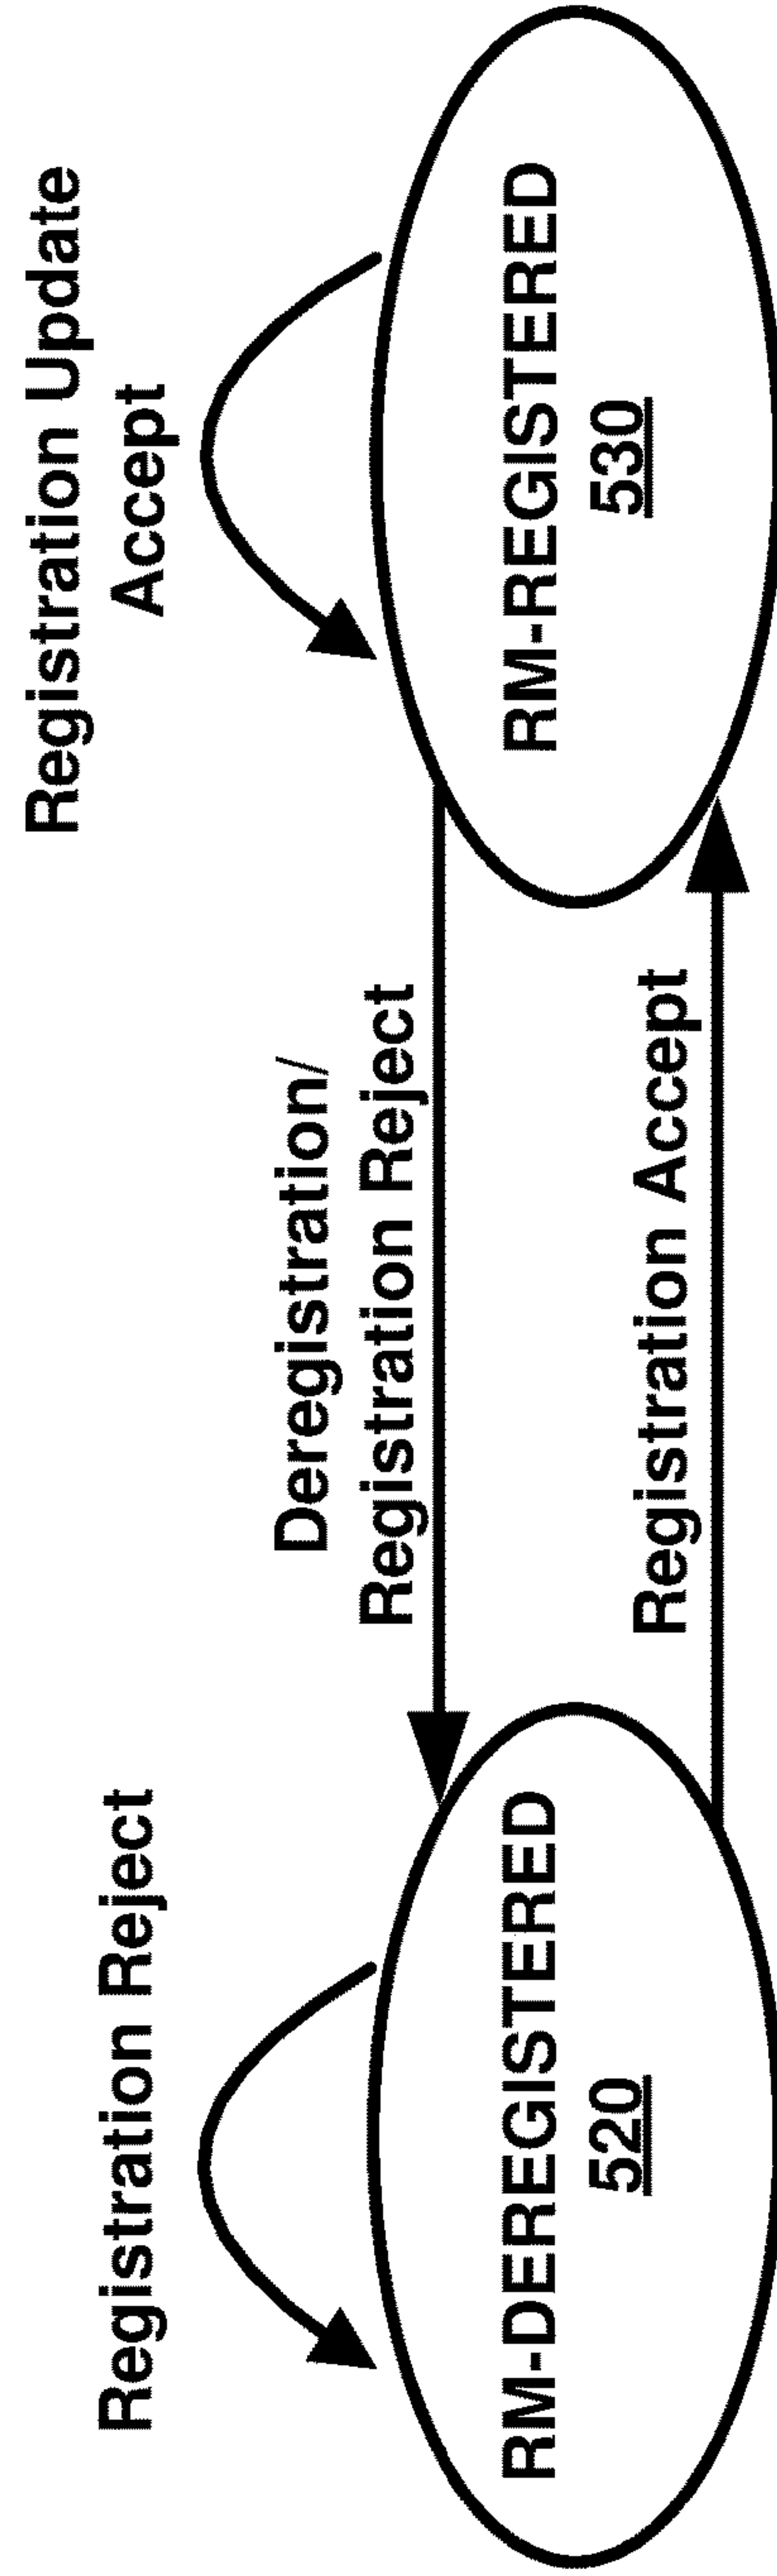 Registration Reject
RM-DEREGISTERED
520
Deregistration/
Registration Reject
Registration Accept
Registration Update
Accept
RM-REGISTERED
530